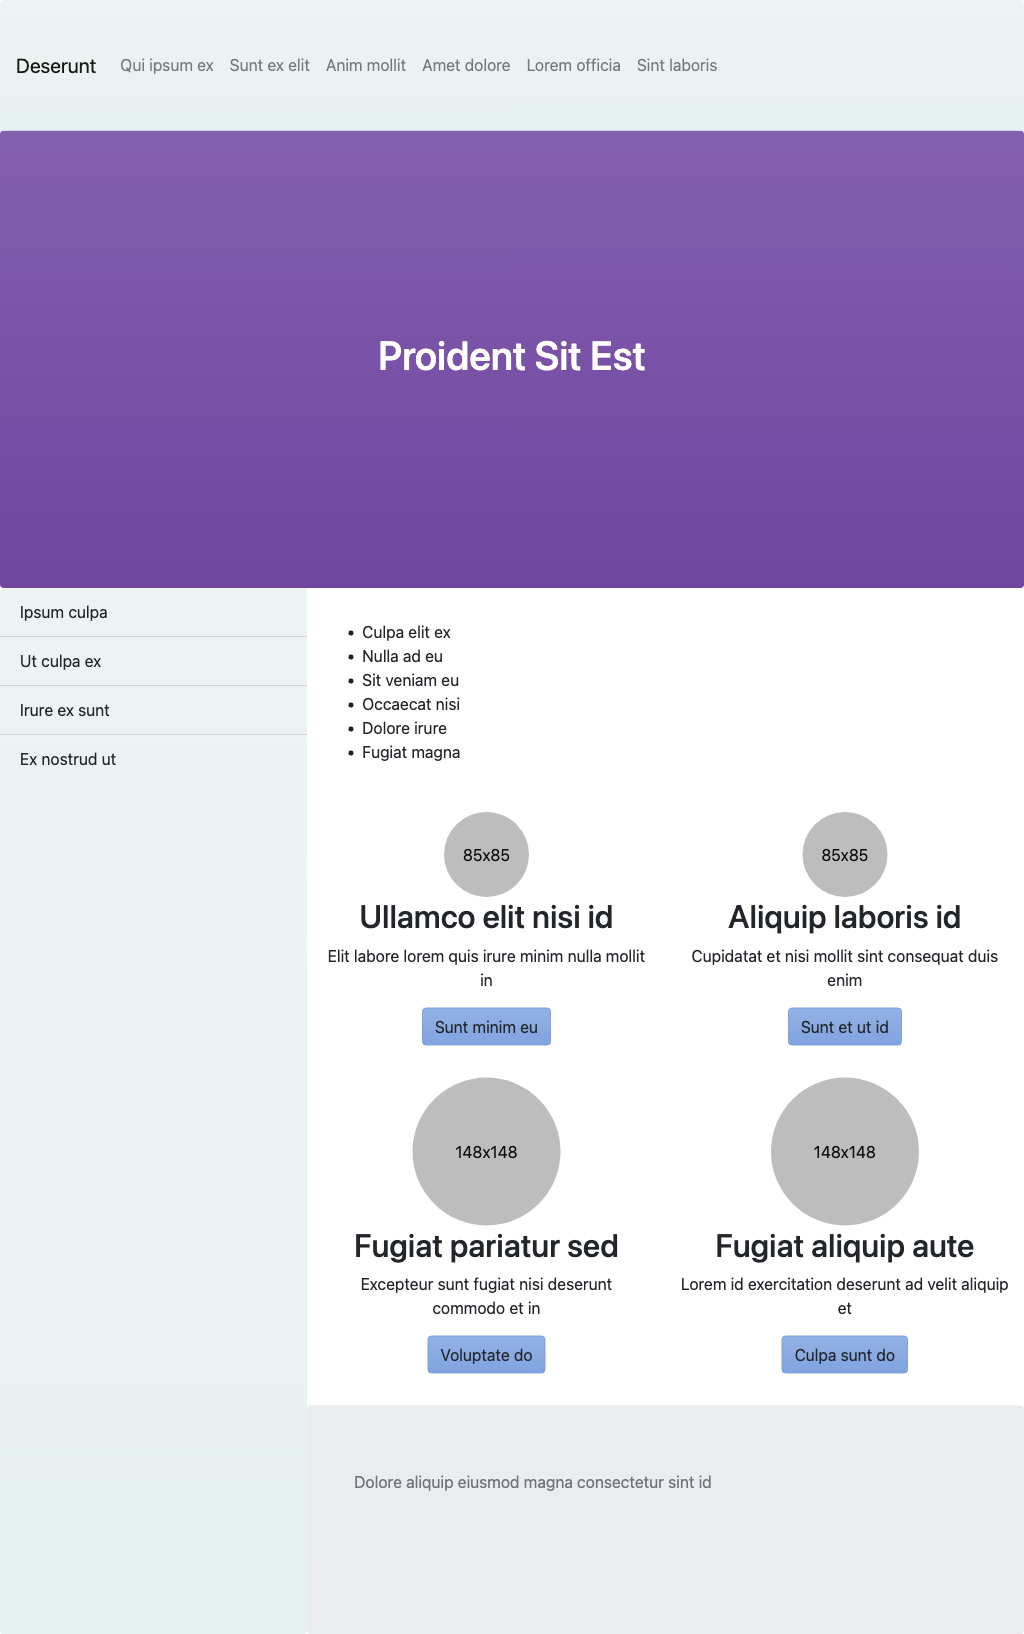 Deserunt
Qui ipsum ex
Sunt ex elit
Anim mollit
Amet dolore
Lorem officia
Sint laboris
Proident Sit Est
Ipsum culpa
Ut culpa ex
Irure ex sunt
Ex nostrud ut
Culpa elit ex
Nulla ad eu
Sit veniam eu
Occaecat nisi
Dolore irure
Fugiat magna
85x85
Ullamco elit nisi id
Elit labore lorem quis irure minim nulla mollit
in
Sunt minim eu
85x85
Aliquip laboris id
Cupidatat et nisi mollit sint consequat duis
enim
Sunt et ut id
148x148
Fugiat pariatur sed
Excepteur sunt fugiat nisi deserunt
commodo et in
Voluptate do
148x148
Fugiat aliquip aute
Lorem id exercitation deserunt ad velit aliquip
et
Culpa sunt do
Dolore aliquip eiusmod magna consectetur sint id